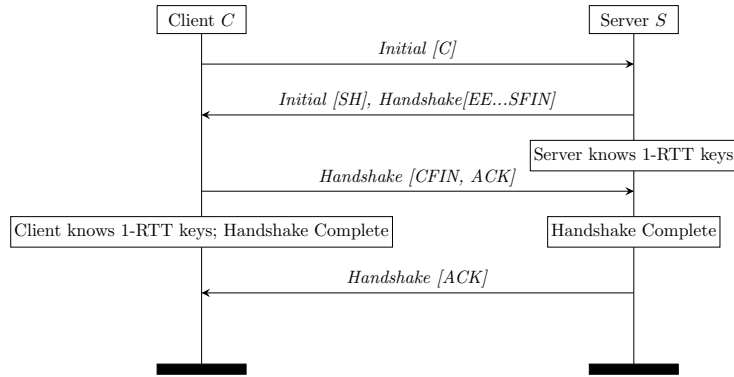 Client C
Server S
Initial [C]
Initial [SH], Handshake[EE...SFIN]
Server knows 1-RTT keys
Handshake [CFIN, ACK]
Client knows 1-RTT keys; Handshake Complete
Handshake Complete
Handshake [ACK]